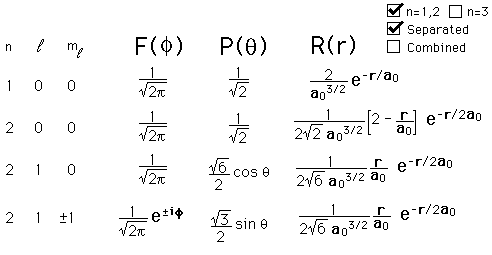 ☑ n=1,2 ☐ n=3
☑ Separated
☐ Combined
n ℓ m_ℓ F(ϕ) P(θ) R(r)
1 0 0 1/√(2π) 1/√2 2/a₀^(3/2) e^(-r/a₀)
2 0 0 1/√(2π) 1/√2 1/(2√2 a₀^(3/2)) [2 - r/a₀] e^(-r/2a₀)
2 1 0 1/√(2π) √6/2 cos θ 1/(2√6 a₀^(3/2)) r/a₀ e^(-r/2a₀)
2 1 ±1 1/√(2π) e^(±iϕ) √3/2 sin θ 1/(2√6 a₀^(3/2)) r/a₀ e^(-r/2a₀)